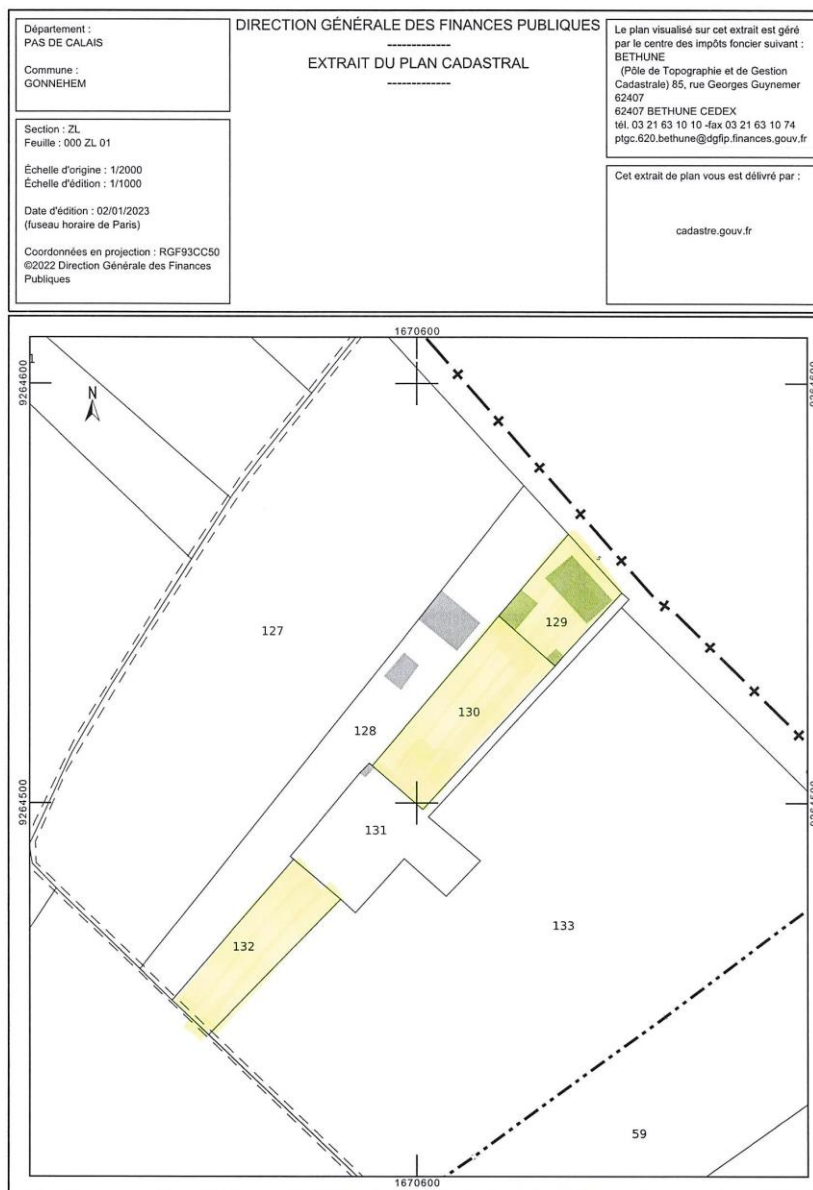 Département :
PAS DE CALAIS
Commune :
GONNEHEM
Section : ZL
Feuille : 000 ZL 01
Échelle d'origine : 1/2000
Échelle d'édition : 1/1000
Date d'édition : 02/01/2023
(fuseau horaire de Paris)
Coordonnées en projection : RGF93CC50
©2022 Direction Générale des Finances
Publiques
DIRECTION GÉNÉRALE DES FINANCES PUBLIQUES
-------------
EXTRAIT DU PLAN CADASTRAL
-------------
Le plan visualisé sur cet extrait est géré
par le centre des impôts foncier suivant :
BETHUNE
(Pôle de Topographie et de Gestion
Cadastrale) 85, rue Georges Guynemer
62407
62407 BETHUNE CEDEX
tél. 03 21 63 10 10 -fax 03 21 63 10 74
ptgc.620.bethune@dgfip.finances.gouv.fr
Cet extrait de plan vous est délivré par :
cadastre.gouv.fr
1670600
9264600
9264600
1
N
5
127
129
130
128
9264500
9264500
131
132
133
59
1670600